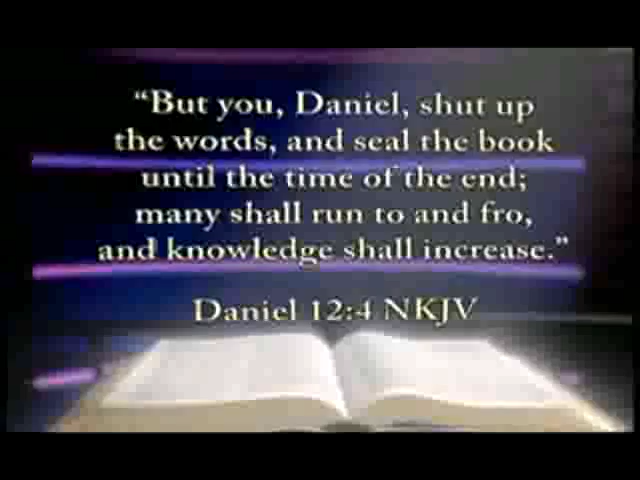 “But you, Daniel, shut up
the words, and seal the book
until the time of the end;
many shall run to and fro,
and knowledge shall increase.”
Daniel 12:4 NKJV